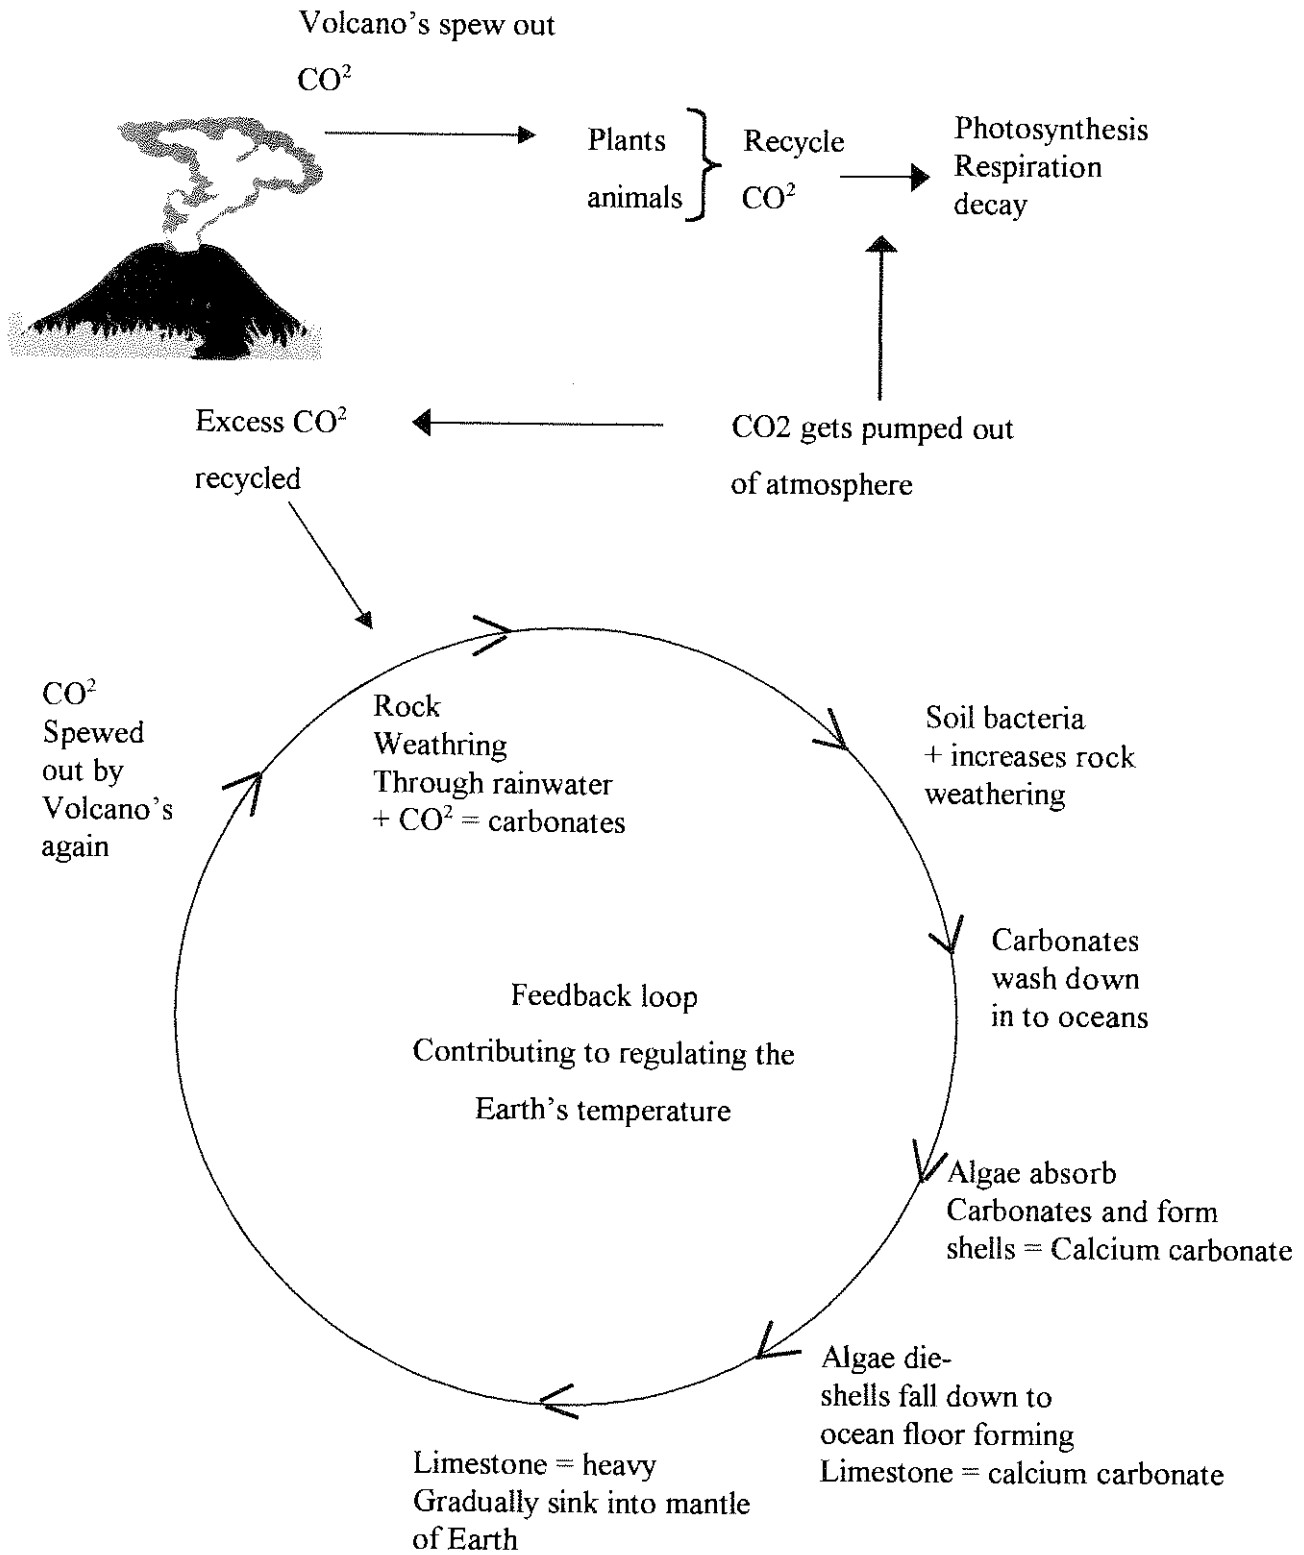 Volcano’s spew out
CO²
Plants
animals
Recycle
CO²
Photosynthesis
Respiration
decay
Excess CO²
recycled
CO2 gets pumped out
of atmosphere
CO²
Spewed
out by
Volcano’s
again
Rock
Weathring
Through rainwater
+ CO² = carbonates
Soil bacteria
+ increases rock
weathering
Carbonates
wash down
in to oceans
Feedback loop
Contributing to regulating the
Earth’s temperature
Algae absorb
Carbonates and form
shells = Calcium carbonate
Algae die-
shells fall down to
ocean floor forming
Limestone = calcium carbonate
Limestone = heavy
Gradually sink into mantle
of Earth